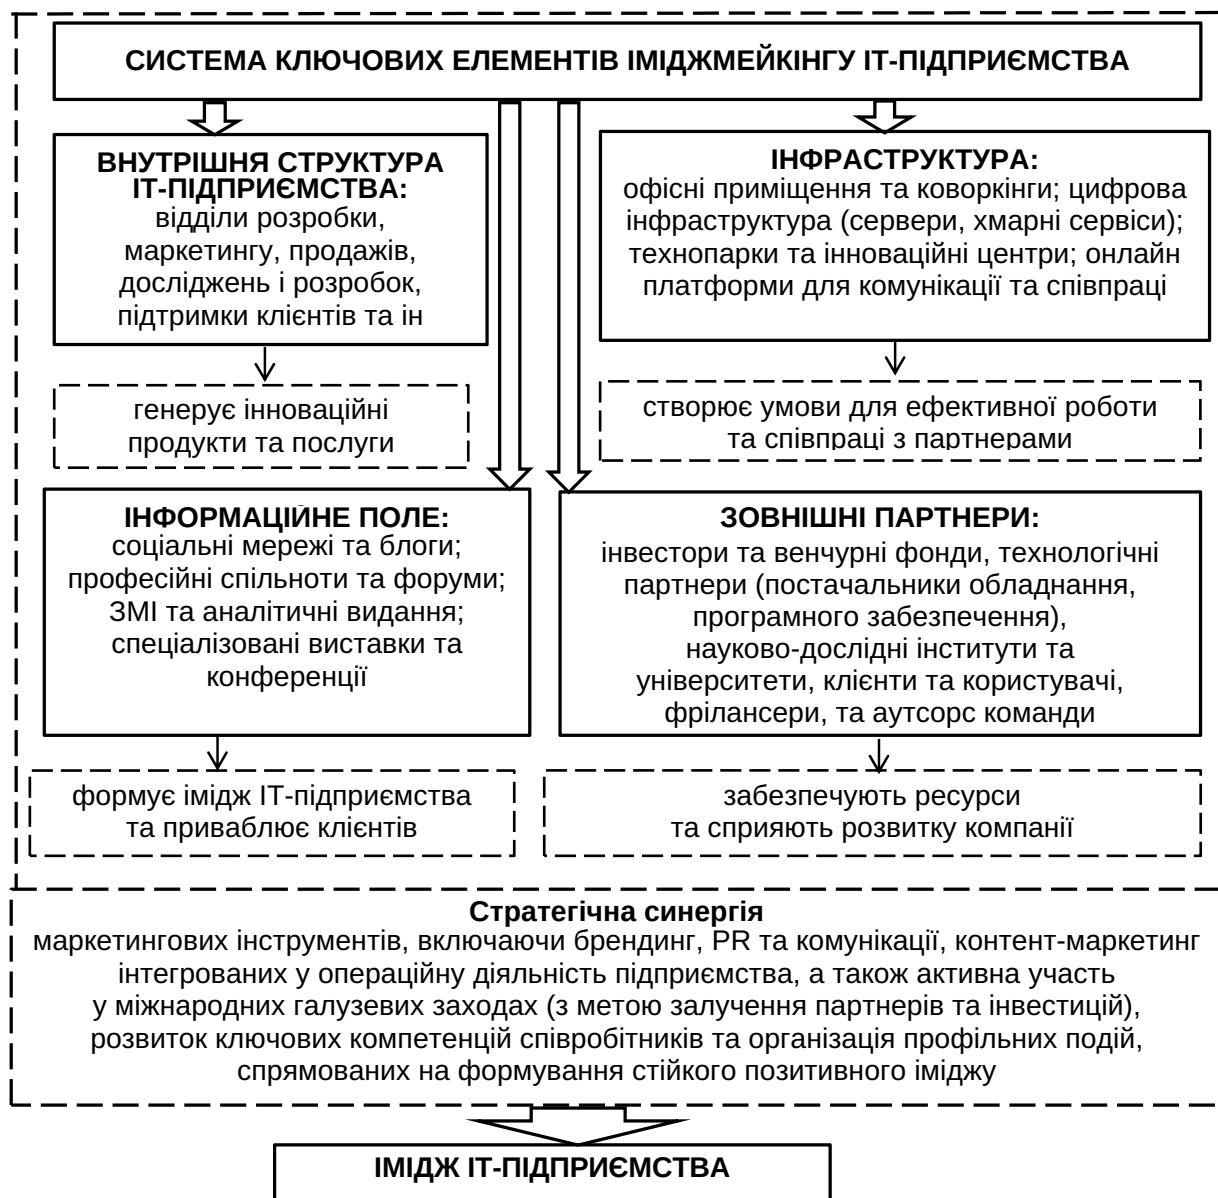 СИСТЕМА КЛЮЧОВИХ ЕЛЕМЕНТІВ ІМІДЖМЕЙКІНГУ ІТ-ПІДПРИЄМСТВА
ВНУТРІШНЯ СТРУКТУРА
ІТ-ПІДПРИЄМСТВА:
відділи розробки,
маркетингу, продажів,
досліджень і розробок,
підтримки клієнтів та ін
генерує інноваційні
продукти та послуги
ІНФРАСТРУКТУРА:
офісні приміщення та коворкінги; цифрова
інфраструктура (сервери, хмарні сервіси);
технопарки та інноваційні центри; онлайн
платформи для комунікації та співпраці
створює умови для ефективної роботи
та співпраці з партнерами
ІНФОРМАЦІЙНЕ ПОЛЕ:
соціальні мережі та блоги;
професійні спільноти та форуми;
ЗМІ та аналітичні видання;
спеціалізовані виставки та
конференції
формує імідж ІТ-підприємства
та приваблює клієнтів
ЗОВНІШНІ ПАРТНЕРИ:
інвестори та венчурні фонди, технологічні
партнери (постачальники обладнання,
програмного забезпечення),
науково-дослідні інститути та
університети, клієнти та користувачі,
фрілансери, та аутсорс команди
забезпечують ресурси
та сприяють розвитку компанії
Стратегічна синергія
маркетингових інструментів, включаючи брендинг, PR та комунікації, контент-маркетинг
інтегрованих у операційну діяльність підприємства, а також активна участь
у міжнародних галузевих заходах (з метою залучення партнерів та інвестицій),
розвиток ключових компетенцій співробітників та організація профільних подій,
спрямованих на формування стійкого позитивного іміджу
ІМІДЖ ІТ-ПІДПРИЄМСТВА